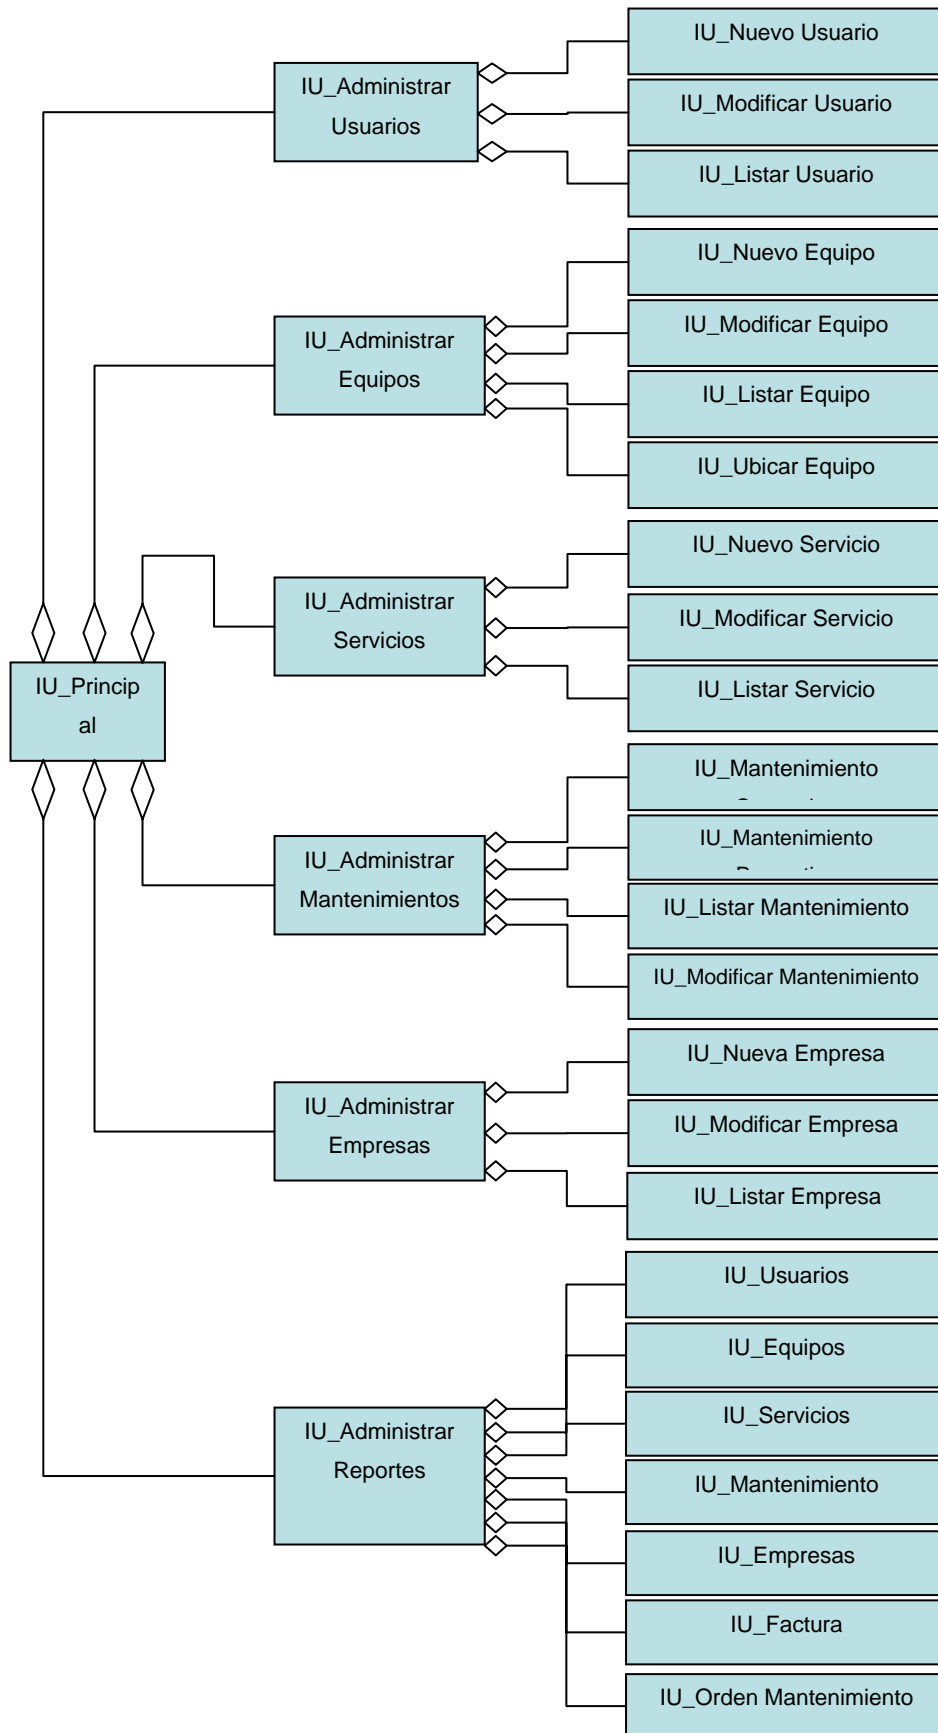 IU_Nuevo Usuario
IU_Administrar
Usuarios
IU_Modificar Usuario
IU_Listar Usuario
IU_Nuevo Equipo
IU_Administrar
Equipos
IU_Modificar Equipo
IU_Listar Equipo
IU_Ubicar Equipo
IU_Nuevo Servicio
IU_Administrar
Servicios
IU_Modificar Servicio
IU_Listar Servicio
IU_Princip
al
IU_Mantenimiento
IU_Mantenimiento
IU_Administrar
Mantenimientos
IU_Listar Mantenimiento
IU_Modificar Mantenimiento
IU_Nueva Empresa
IU_Administrar
Empresas
IU_Modificar Empresa
IU_Listar Empresa
IU_Usuarios
IU_Equipos
IU_Administrar
Reportes
IU_Servicios
IU_Mantenimiento
IU_Empresas
IU_Factura
IU_Orden Mantenimiento